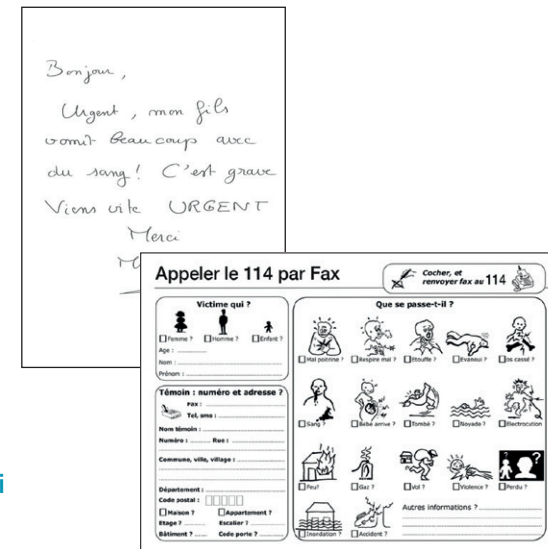 Bonjour,
Urgent, mon fils
vomit beaucoup avec
du sang! C'est grave
Viens vite URGENT
Merci
Appeler le 114 par Fax
Cocher, et
renvoyer fax au 114
Victime qui ?
Femme ? Homme ? Enfant ?
Age : ............
Nom : ............
Prénom : ............
Témoin : numéro et adresse ?
Fax : ............
Tel, sms : ............
Nom témoin : ............
Numéro : ......... Rue : ............
Commune, ville, village : ............
Département : ............
Code postal :
Maison ? Appartement ?
Etage ? ......... Escalier ? .........
Bâtiment ? ...... Code porte ? ......
Que se passe-t-il ?
Mal poitrine ? Respire mal ? Etouffe ? Evanoui ? Os cassé ?
Sang ? Bébé arrive ? Tombé ? Noyade ? Electrocution
Feu? Gaz ? Vol ? Violence ? Perdu ?
Inondation ? Accident ?
Autres informations ? ............
i